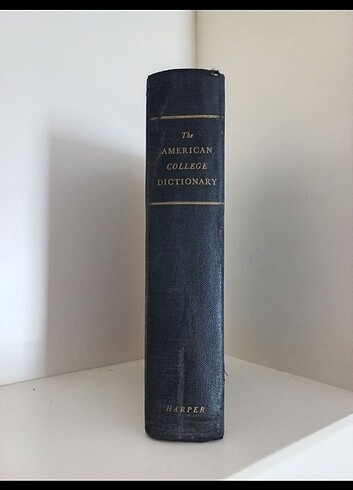 The
AMERICAN
COLLEGE
DICTIONARY
HARPER